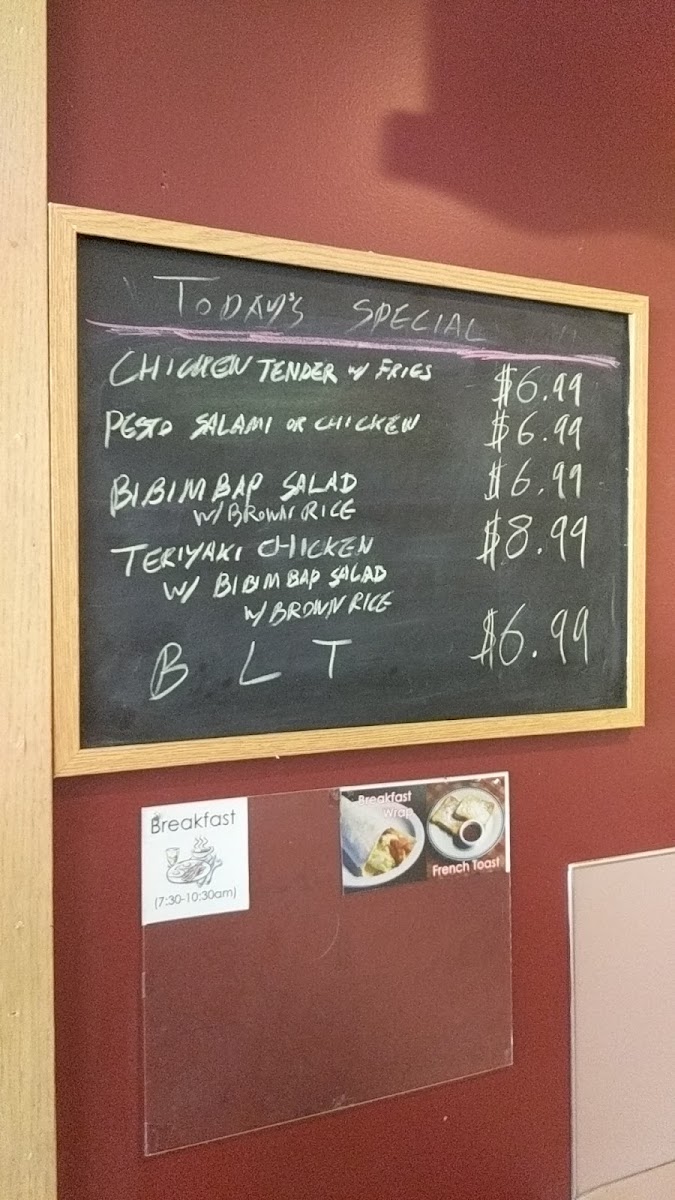 TODAY'S SPECIAL
CHICKEN TENDER w/ FRIES $6.99
PESTO SALAMI OR CHICKEN $6.99
BIBIMBAP SALAD $6.99
W/ BROWN RICE
TERIYAKI CHICKEN $8.99
W/ BIBIMBAP SALAD
W/ BROWN RICE
B L T $6.99
Breakfast
(7:30-10:30am)
Breakfast
Wrap
French Toast